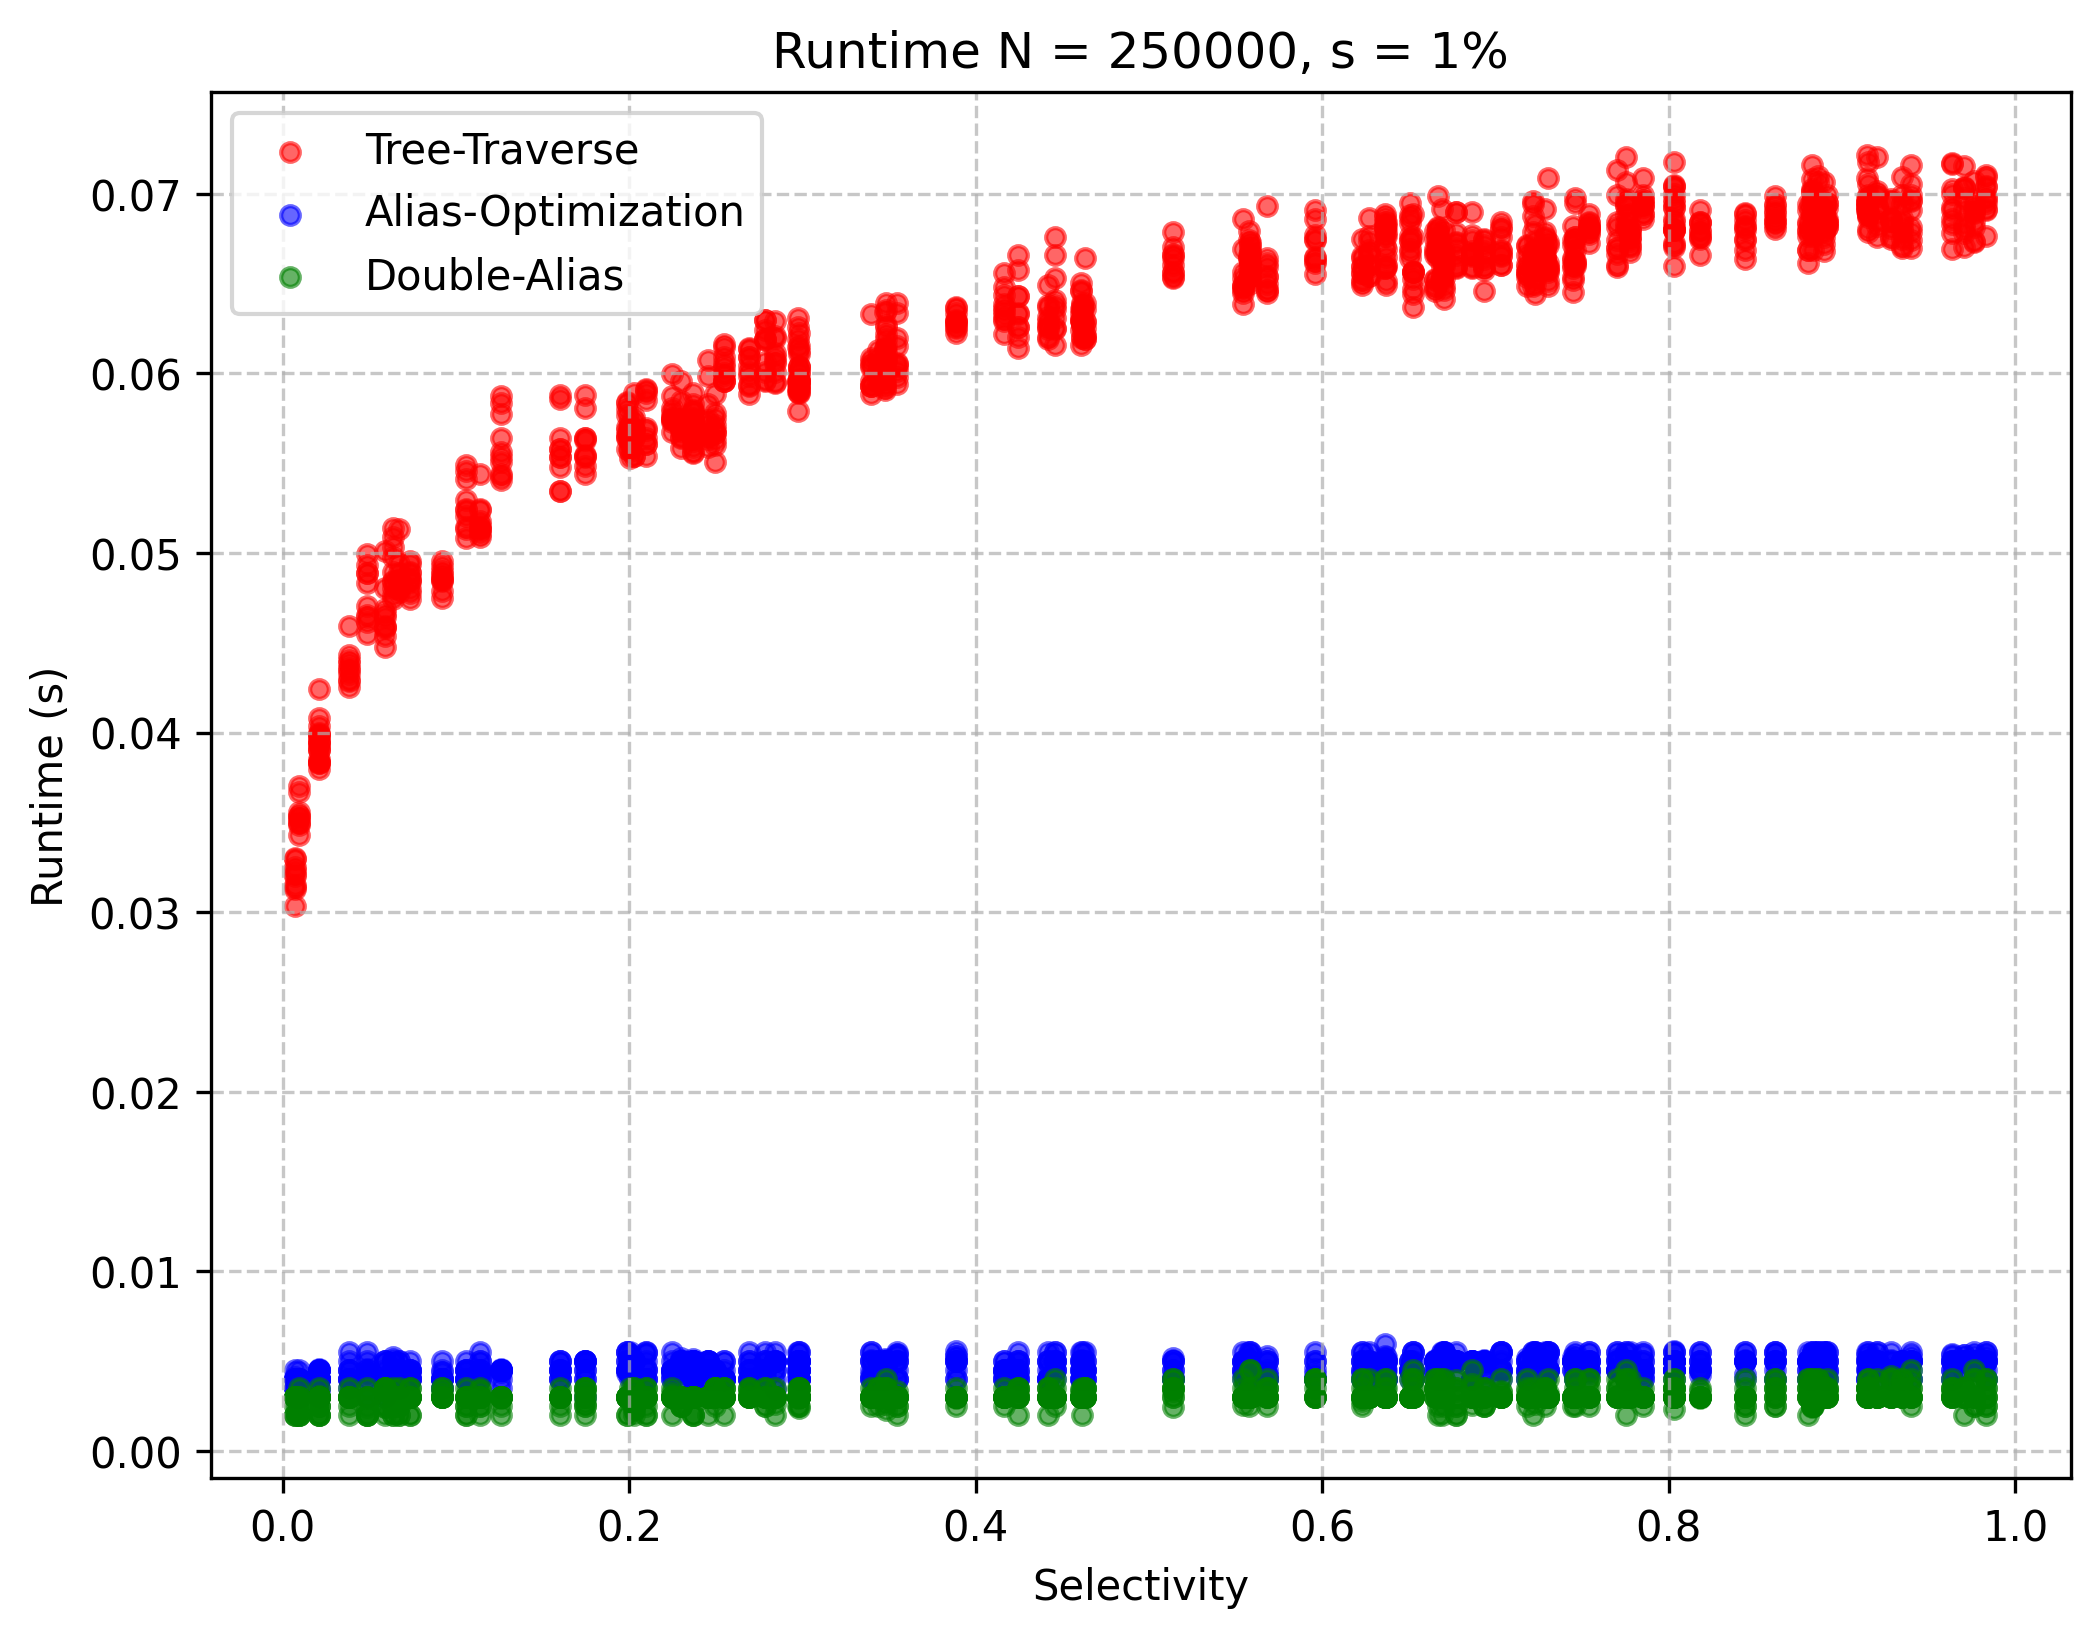 Runtime N = 250000, s = 1%
Tree-Traverse
Alias-Optimization
Double-Alias
Runtime (s)
0.07
0.06
0.05
0.04
0.03
0.02
0.01
0.00
0.0 0.2 0.4 0.6 0.8 1.0
Selectivity